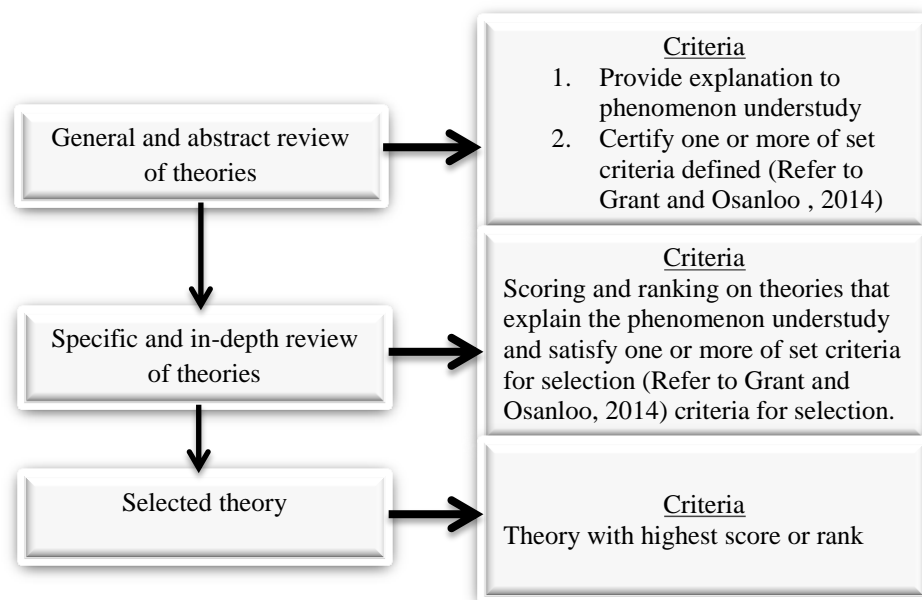 General and abstract review
of theories
Criteria
1. Provide explanation to
phenomenon understudy
2. Certify one or more of set
criteria defined (Refer to
Grant and Osanloo , 2014)
Specific and in-depth review
of theories
Criteria
Scoring and ranking on theories that
explain the phenomenon understudy
and satisfy one or more of set criteria
for selection (Refer to Grant and
Osanloo, 2014) criteria for selection.
Selected theory
Criteria
Theory with highest score or rank